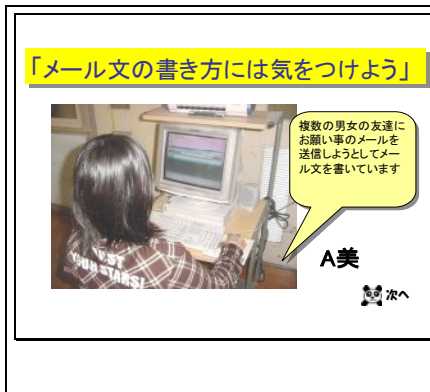 「メール文の書き方には気をつけよう」
複数の男女の友達に
お願い事のメールを
送信しようとしてメー
ル文を書いています
A美
次へ
YOUR STARS!